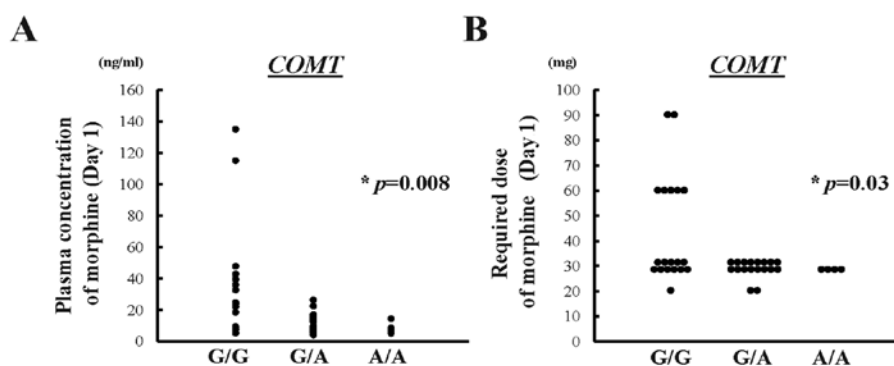 A
(ng/ml)
COMT
160
140
120
100
80
60
40
20
0
Plasma concentration
of morphine (Day 1)
* p=0.008
G/G G/A A/A
B
(mg)
COMT
100
90
80
70
60
50
40
30
20
10
0
Required dose
of morphine (Day 1)
* p=0.03
G/G G/A A/A